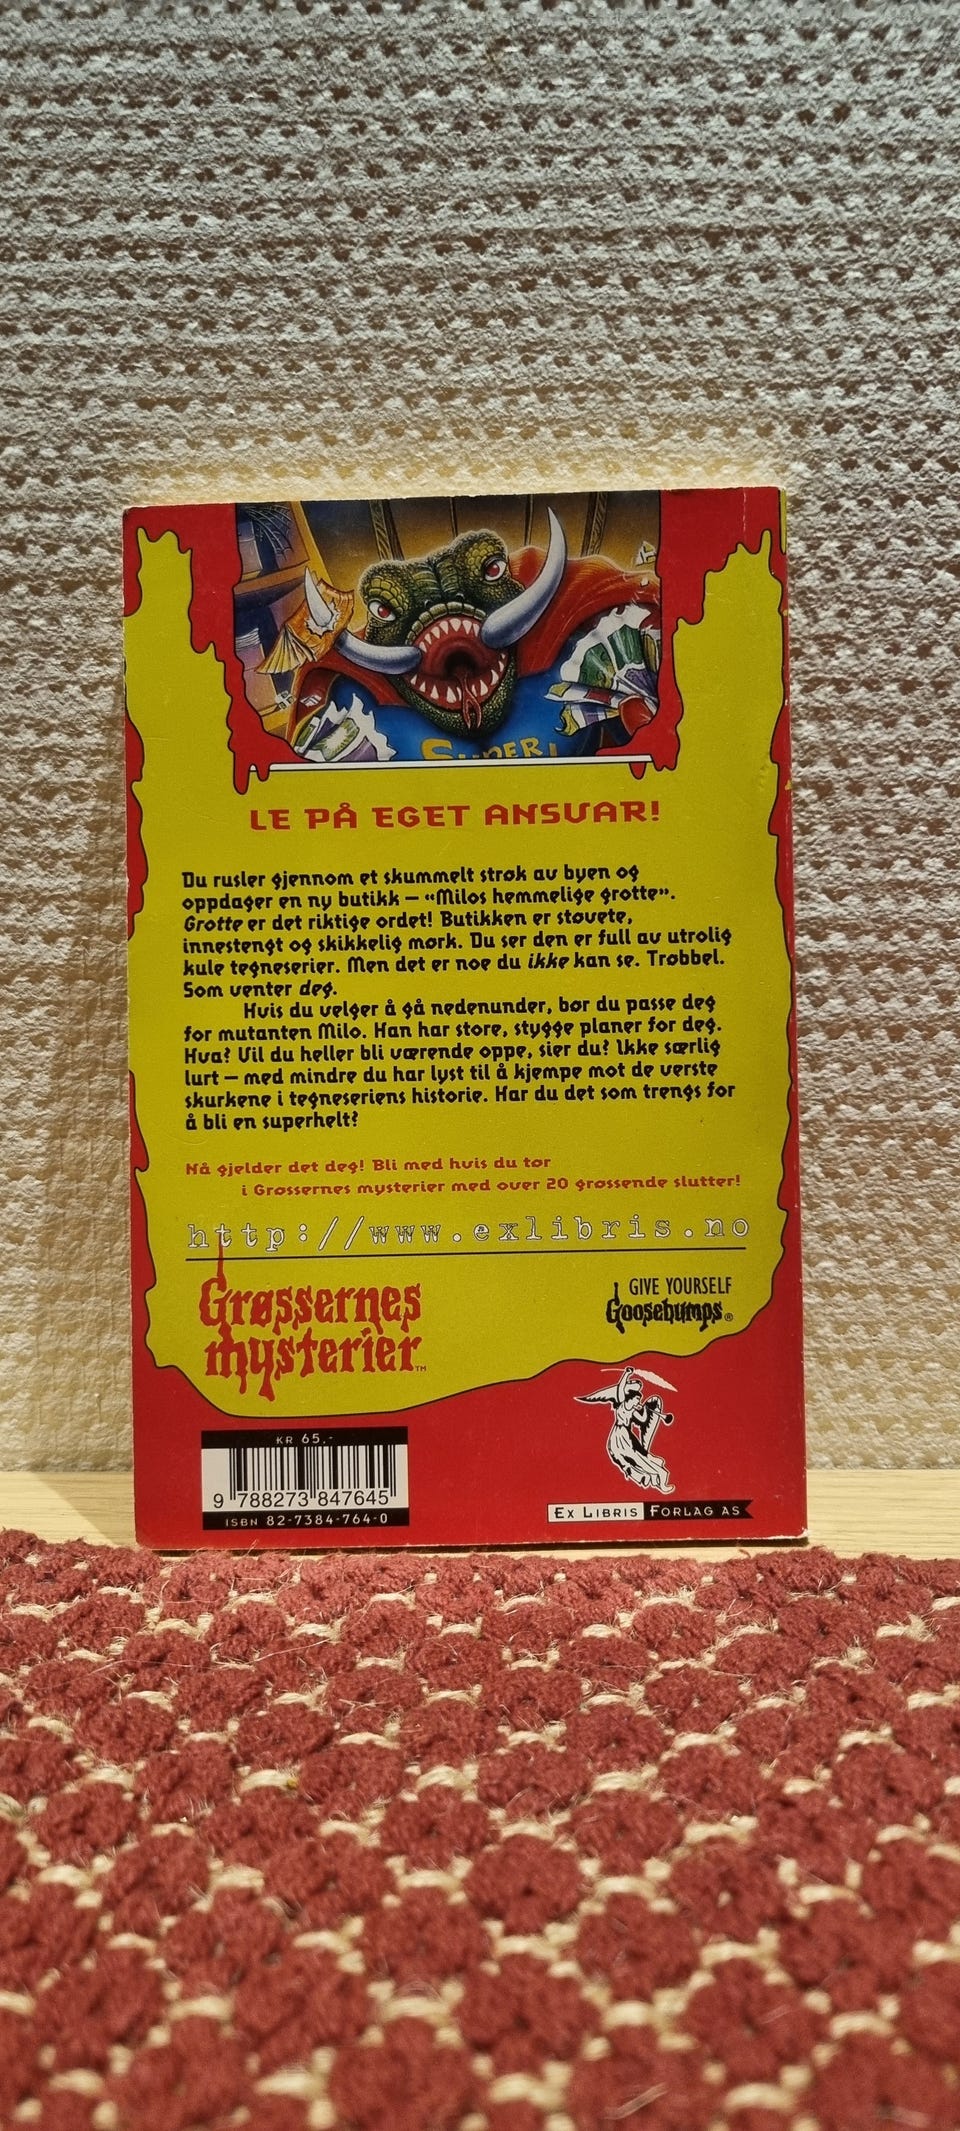 SUPER!
LE PÅ EGET ANSVAR!
Du rusler gjennom et skummelt strøk av byen og
oppdager en ny butikk – «Milos hemmelige grotte».
Grotte er det riktige ordet! Butikken er støvete,
innestengt og skikkelig mørk. Du ser den er full av utrolig
kule tegneserier. Men det er noe du ikke kan se. Trøbbel.
Som venter deg.
Hvis du velger å gå nedenunder, bør du passe deg
for mutanten Milo. Han har store, stygge planer for deg.
Hva? Vil du heller bli værende oppe, sier du? Ikke særlig
lurt – med mindre du har lyst til å kjempe mot de verste
skurkene i tegneseriens historie. Har du det som trengs for
å bli en superhelt?
Nå gjelder det deg! Bli med hvis du tør
i Grøssernes mysterier med over 20 grøssende slutter!
http://www.exlibris.no
Grøssernes
mysterier™
GIVE YOURSELF
Goosebumps®
KR 65.-
9 788273 847645
ISBN 82-7384-764-0
EX LIBRIS FORLAG AS